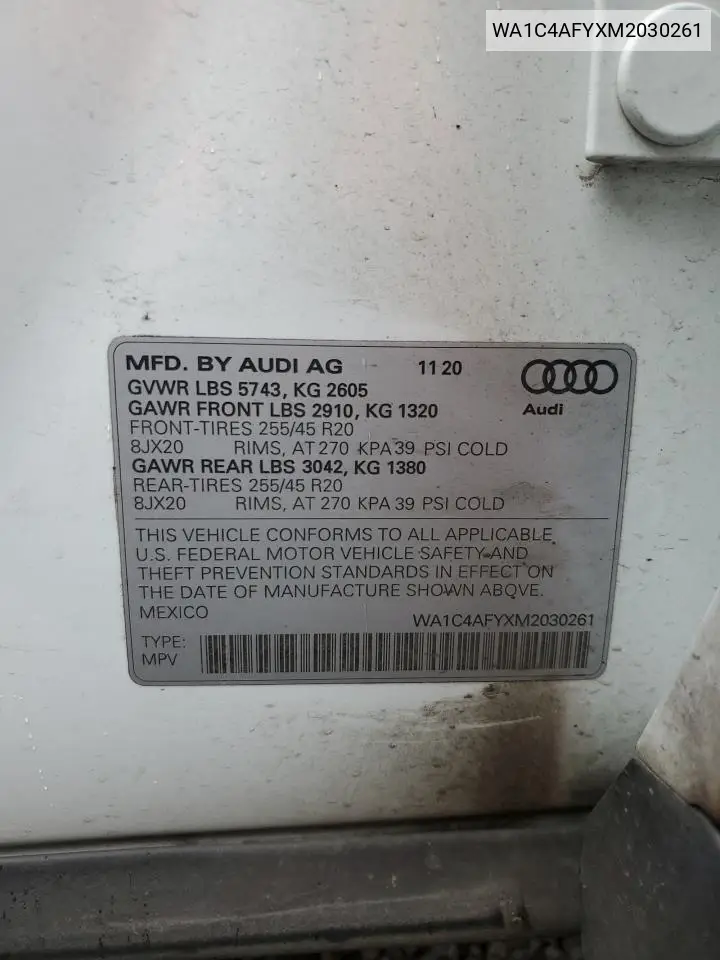 WA1C4AFYXM2030261
MFD. BY AUDI AG 11 20
GVWR LBS 5743, KG 2605
GAWR FRONT LBS 2910, KG 1320
Audi
FRONT-TIRES 255/45 R20
8JX20 RIMS, AT 270 KPA 39 PSI COLD
GAWR REAR LBS 3042, KG 1380
REAR-TIRES 255/45 R20
8JX20 RIMS, AT 270 KPA 39 PSI COLD
THIS VEHICLE CONFORMS TO ALL APPLICABLE
U.S. FEDERAL MOTOR VEHICLE SAFETY AND
THEFT PREVENTION STANDARDS IN EFFECT ON
THE DATE OF MANUFACTURE SHOWN ABOVE.
MEXICO
WA1C4AFYXM2030261
TYPE:
MPV